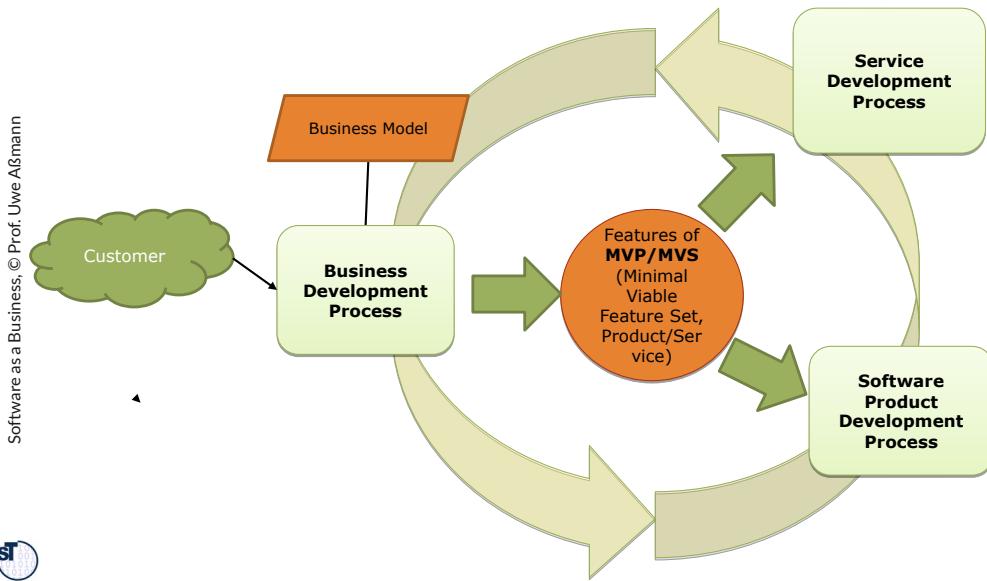 Software as a Business, © Prof. Uwe Aßmann
Service
Development
Process
Business Model
Customer
Business
Development
Process
Features of
MVP/MVS
(Minimal
Viable
Feature Set,
Product/Ser
vice)
Software
Product
Development
Process
sT